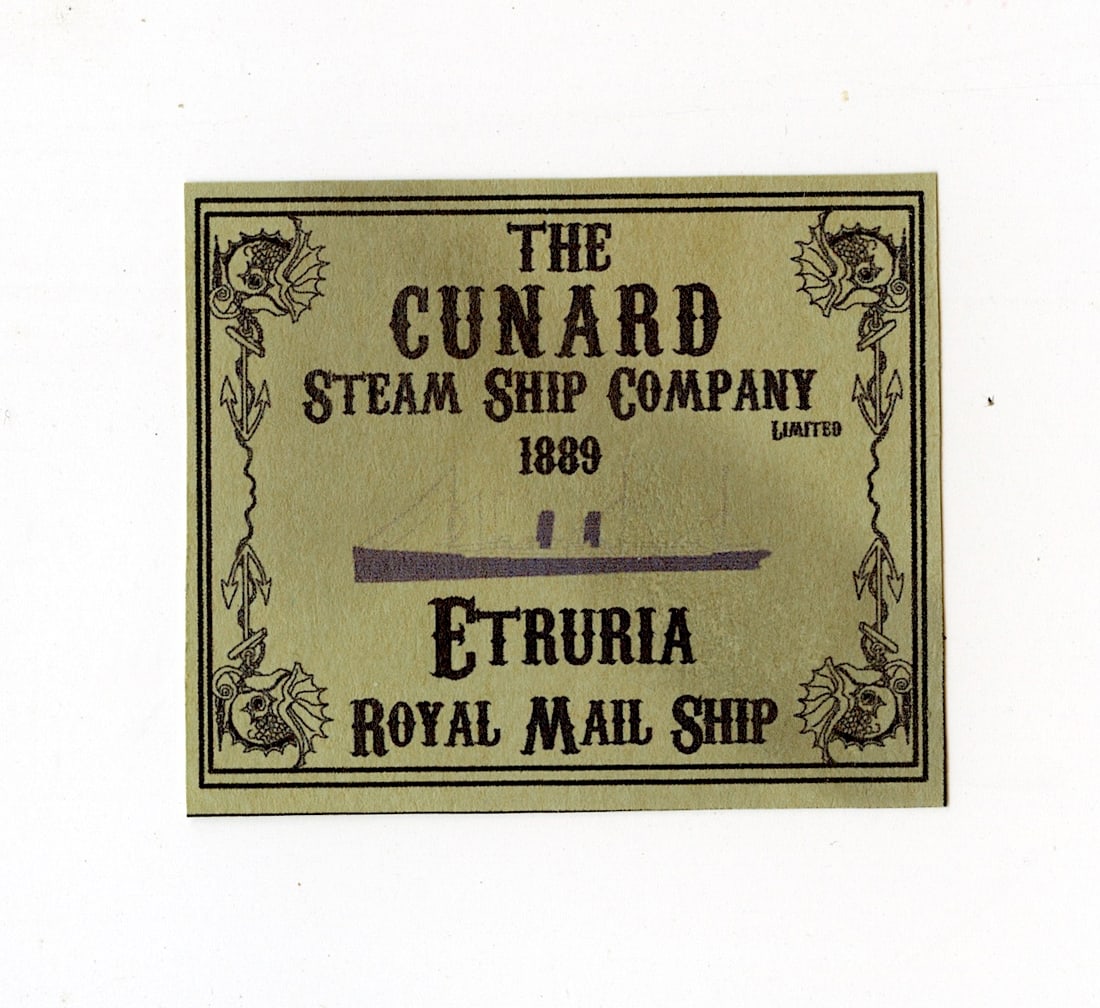 THE
CUNARD
STEAM SHIP COMPANY
LIMITED
1889
ETRURIA
ROYAL MAIL SHIP